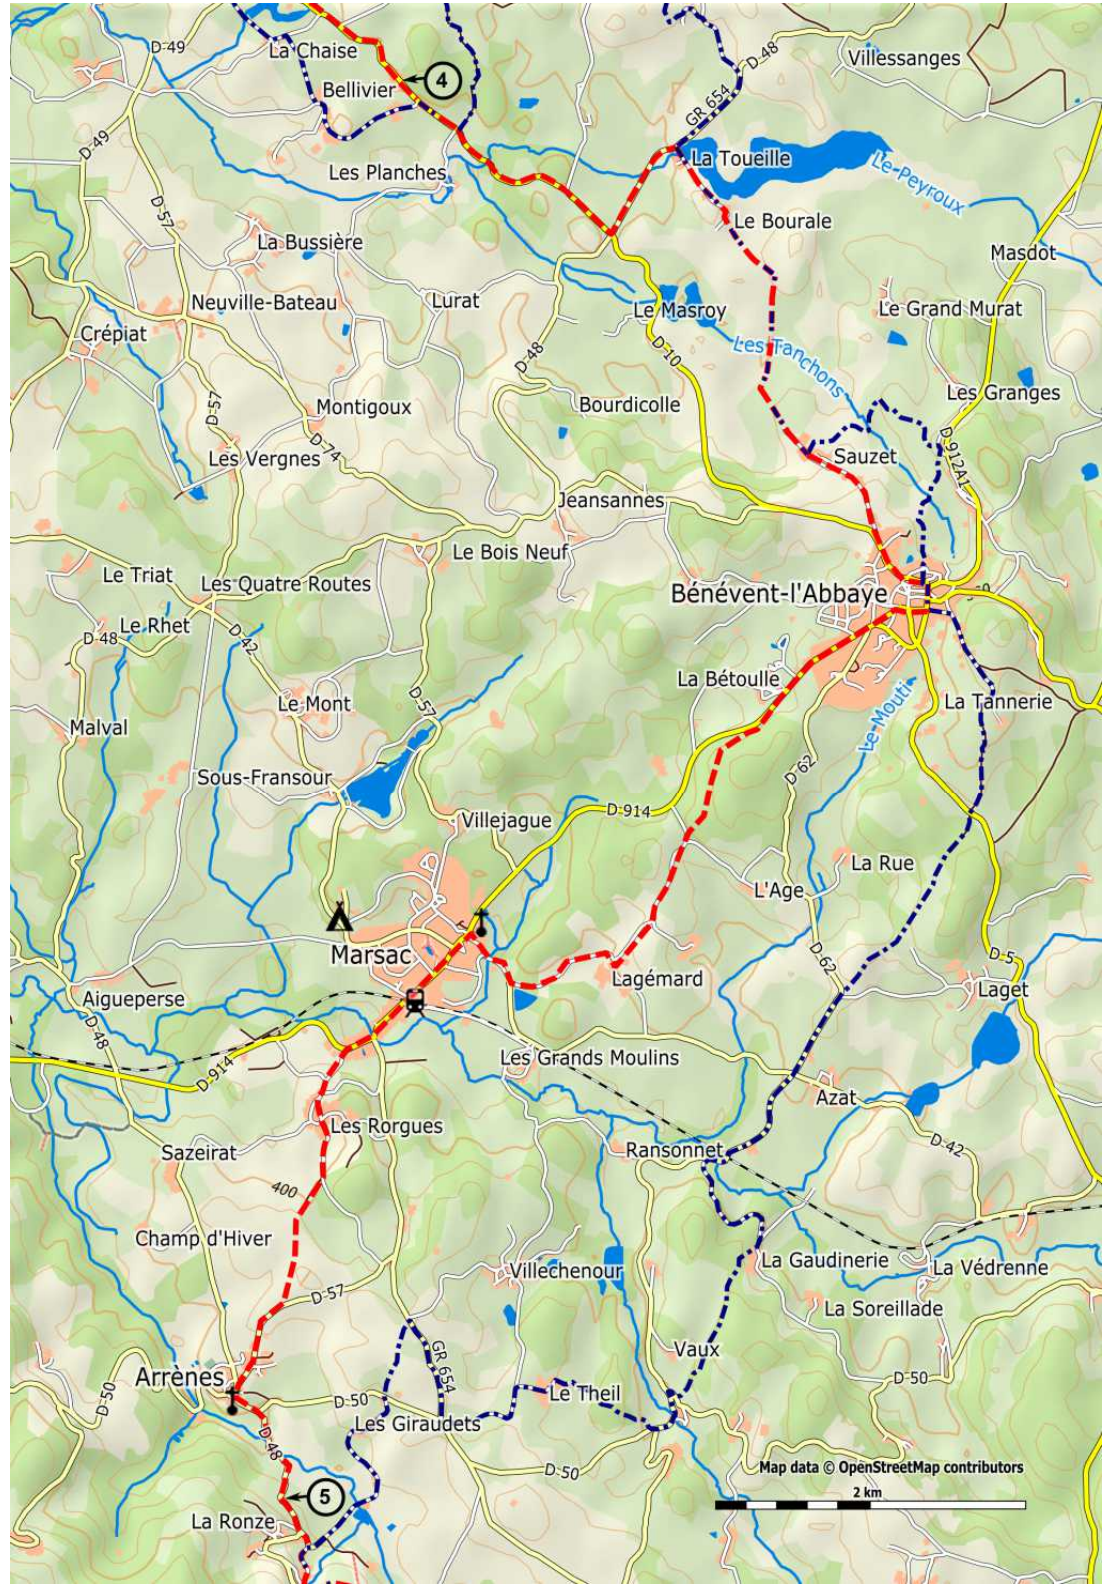 D-49
La Chaise
D-48
Villessanges
Bellivier
4
GR 654
D-49
La Toueille
Les Planches
Le-Peyroux
D-57
Le Bourale
La Bussière
Masdot
Neuville-Bateau
Lurat
Le Masroy
Le Grand Murat
Crépiat
Les Tanchons
D-48
D 10
D-57
Montigoux
Bourdicolle
Les Granges
D-74
Les Vergnes
Sauzet
D 912A1
Jeansannes
Le Bois Neuf
Le Triat
Les Quatre Routes
Bénévent-l'Abbaye
Le Rhet
D-48
D-42
La Bétoulle
Le Mont
D-57
Le-Mouti
La Tannerie
Malval
Sous-Fransour
D-62
D 914
Villejague
La Rue
L'Age
Marsac
D-62
D-5
Lagémard
Laget
Aigueperse
D-48
Les Grands Moulins
D-914
Azat
Les Rorgues
D-42
Sazeirat
Ransonnet
400
Champ d'Hiver
La Gaudinerie
La Védrenne
Villechenour
D-57
La Soreillade
Vaux
GR 654
Arrènes
D-50
D-50
D-50
Le Theil
Les Giraudets
D-48
D-50
Map data © OpenStreetMap contributors
2 km
5
La Ronze